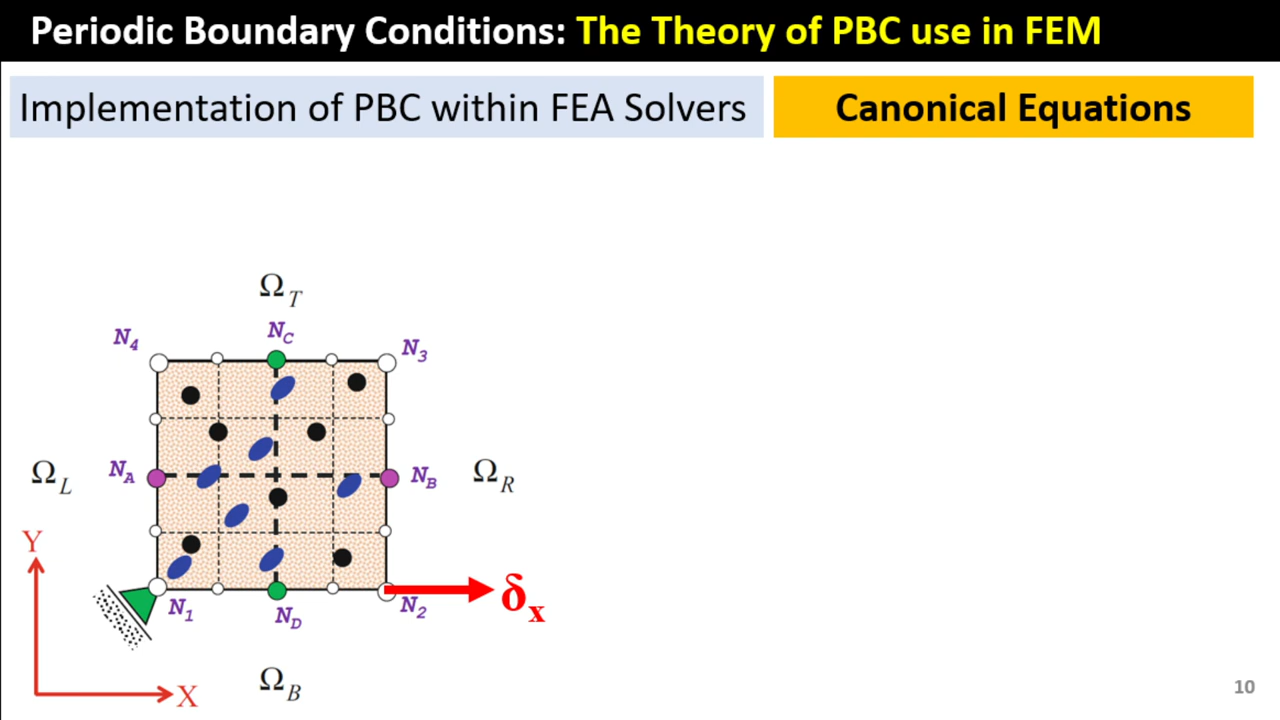 Periodic Boundary Conditions: The Theory of PBC use in FEM
Implementation of PBC within FEA Solvers
Canonical Equations
Ω_T
N_4
N_C
N_3
Ω_L
N_A
N_B
Ω_R
Y
N_1
N_D
N_2
δ_x
Ω_B
X
10